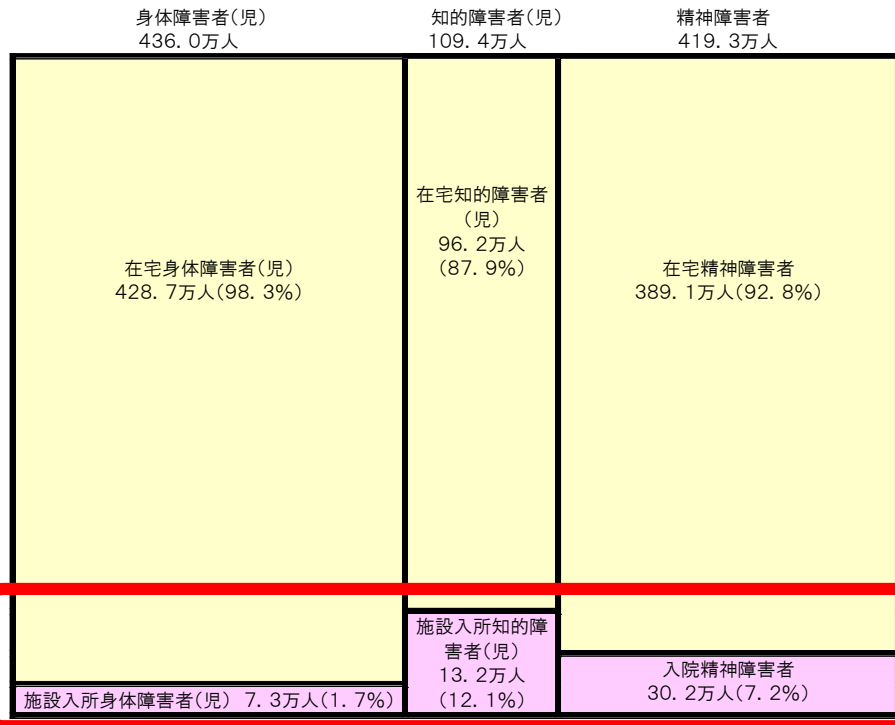 身体障害者(児)
436．0万人
知的障害者(児)
109．4万人
精神障害者
419．3万人
在宅身体障害者(児)
428．7万人(98．3%)
在宅知的障害者
(児)
96．2万人
(87．9%)
在宅精神障害者
389．1万人(92．8%)
施設入所身体障害者(児) 7．3万人(1．7%)
施設入所知的障
害者(児)
13．2万人
(12．1%)
入院精神障害者
30．2万人(7．2%)